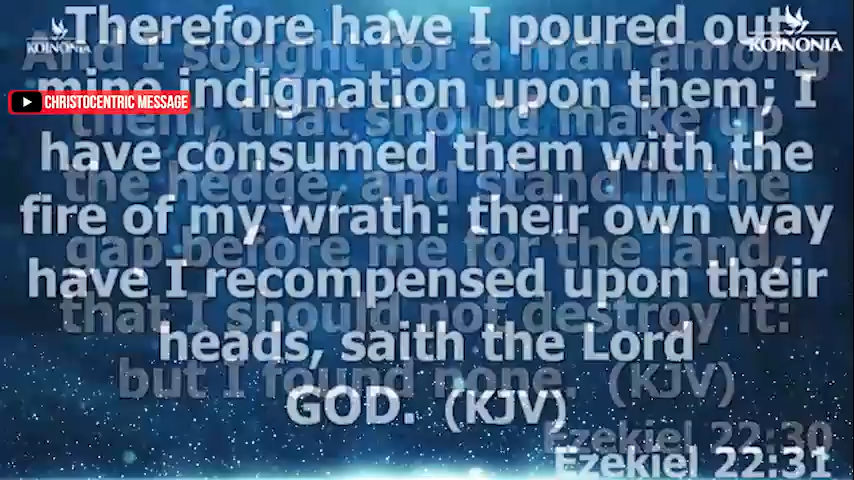 Therefore have I poured out
KOINONIA
KOINONIA
And I sought for a man among
mine indignation upon them; I
CHRISTOCENTRIC MESSAGE
them, that should make up
have consumed them with the
the hedge, and stand in the
fire of my wrath: their own way
gap before me for the land,
have I recompensed upon their
that I should not destroy it:
heads, saith the Lord
but I found none. (KJV)
GOD. (KJV)
Ezekiel 22:30
Ezekiel 22:31